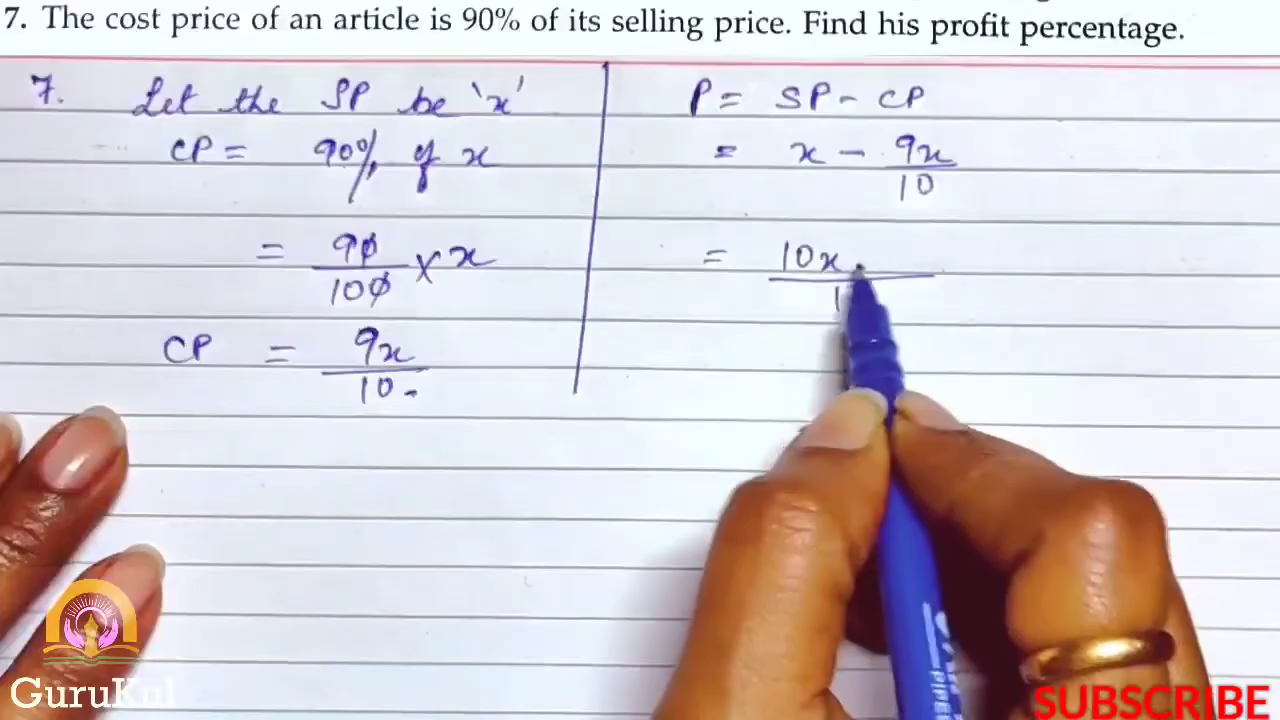 7. The cost price of an article is 90% of its selling price. Find his profit percentage.
7. Let the SP be 'x'
CP = 90% of x
= 90/100 × x
CP = 9x/10.
P = SP - CP
= x - 9x/10
= 10x
1
GuruKul
SUBSCRIBE